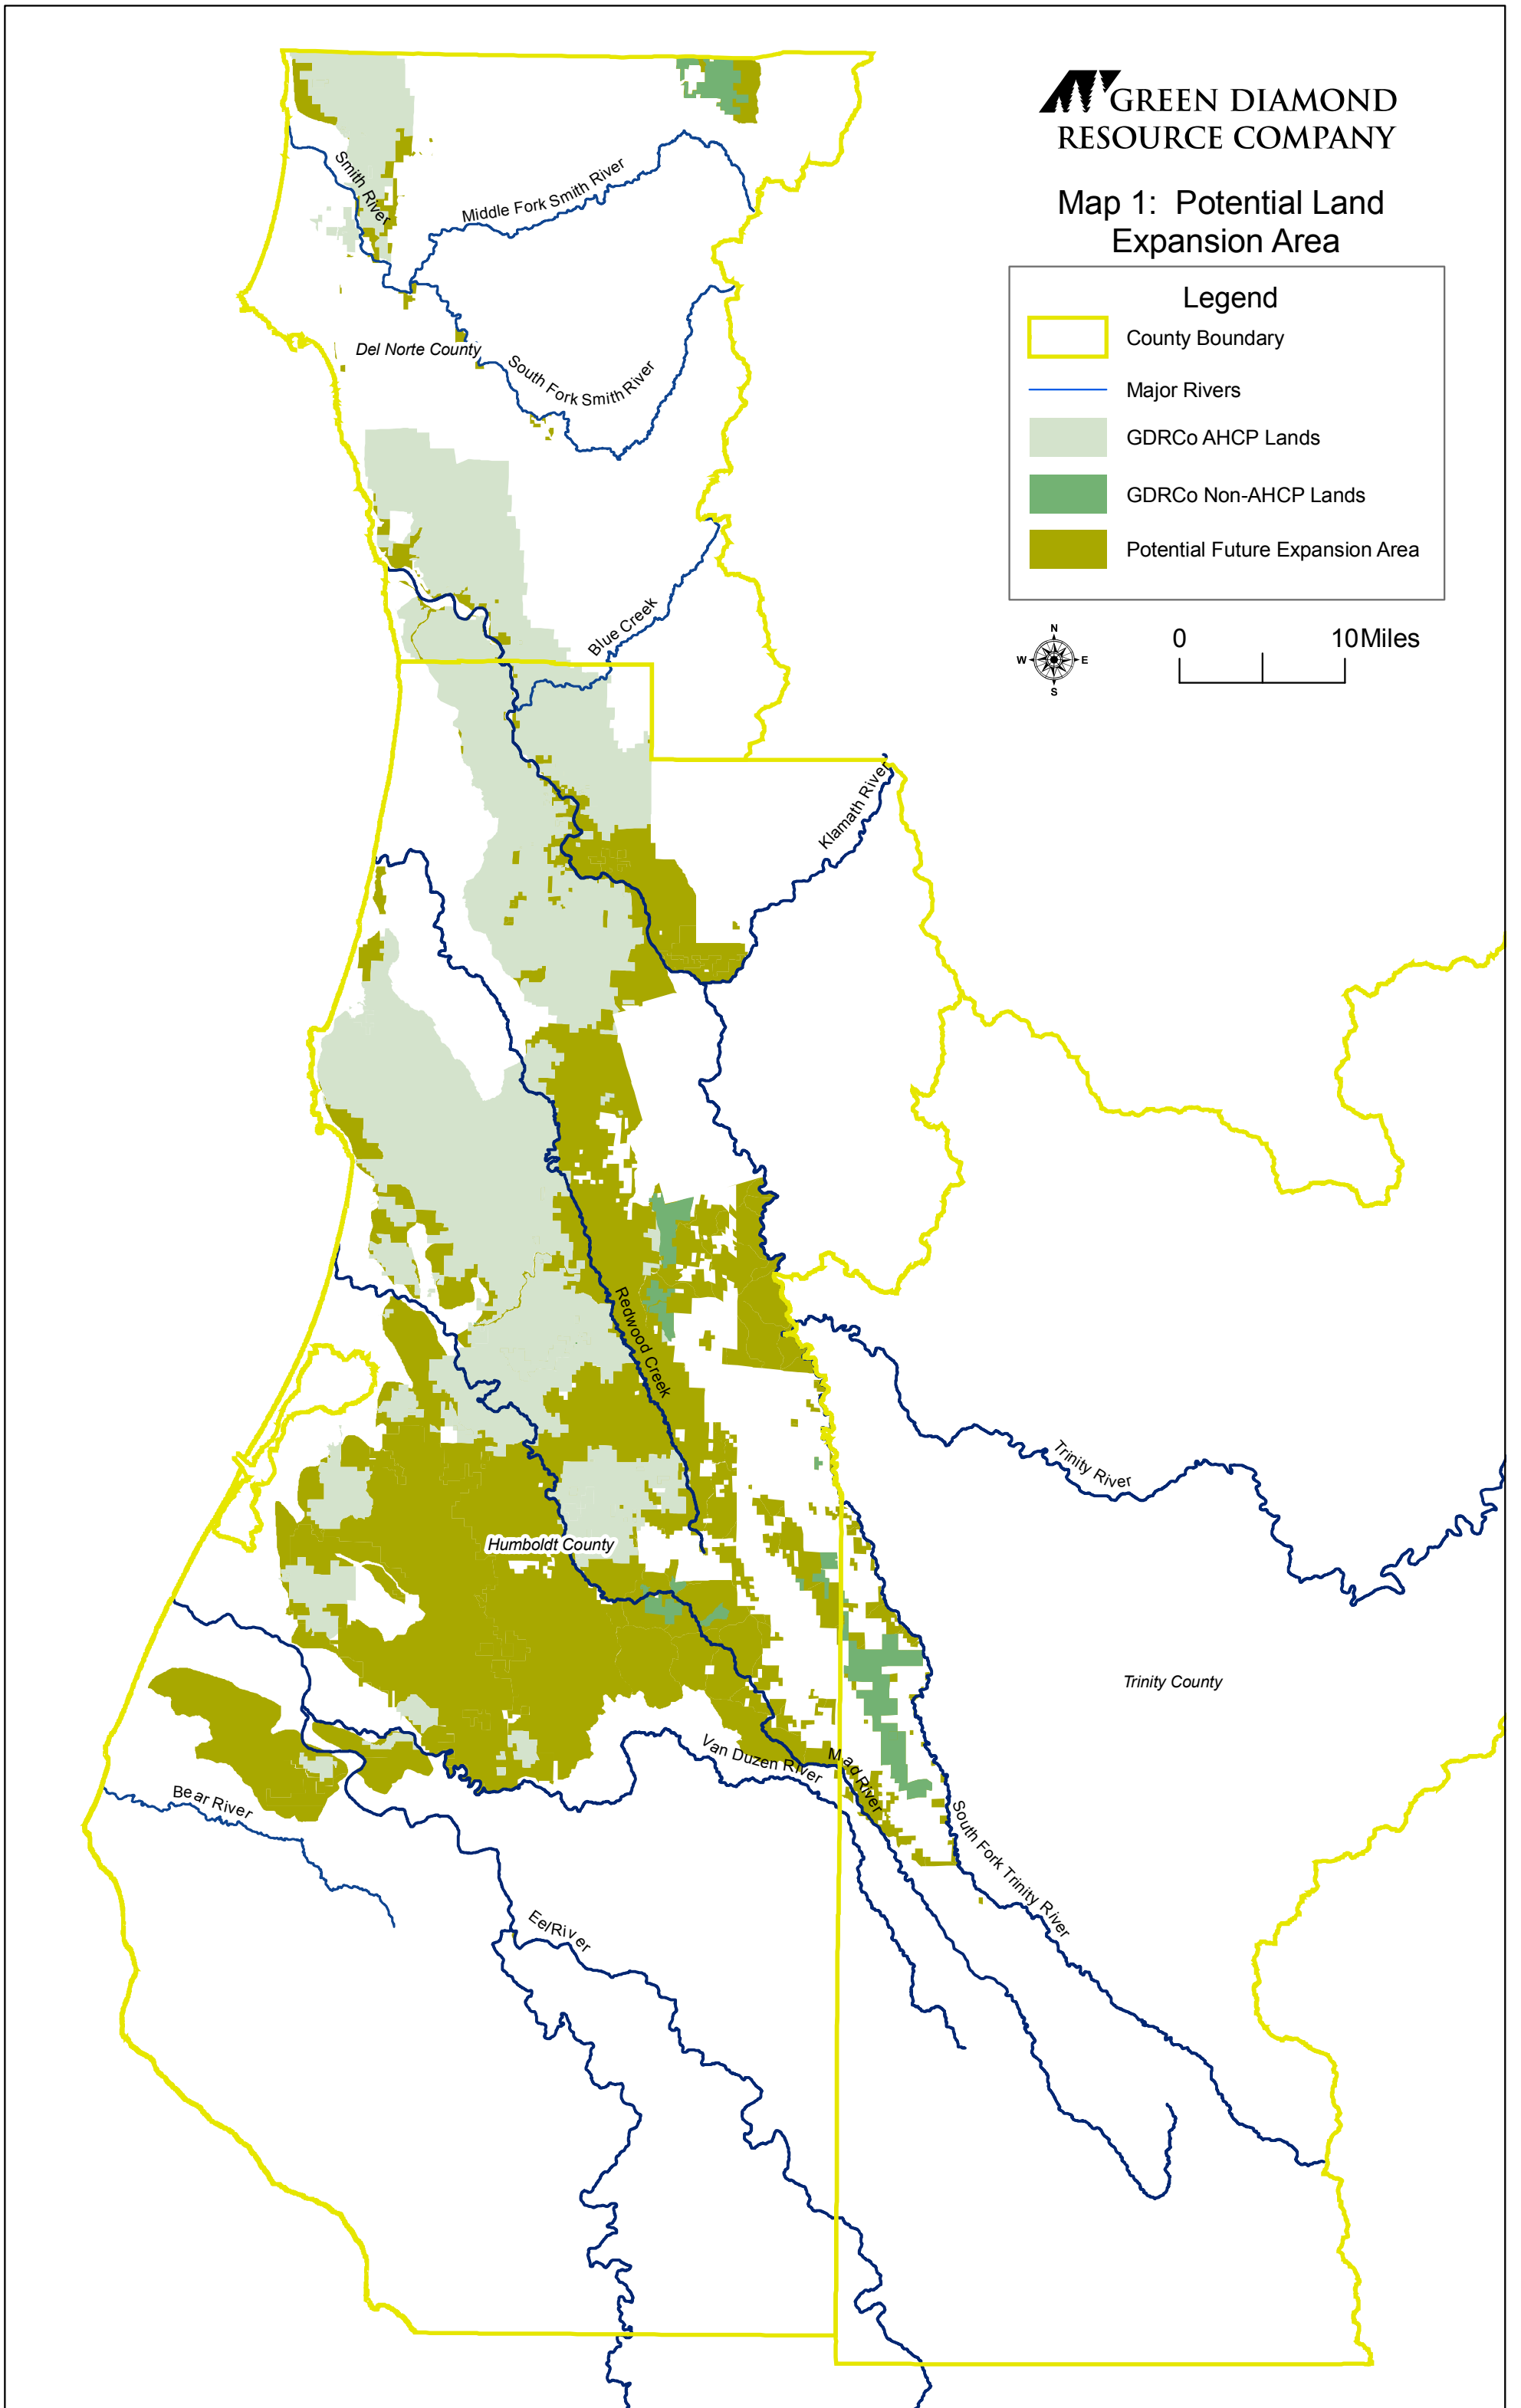 GREEN DIAMOND
RESOURCE COMPANY
Map 1: Potential Land
Expansion Area
Legend
County Boundary
Major Rivers
GDRCo AHCP Lands
GDRCo Non-AHCP Lands
Potential Future Expansion Area
N
W
E
S
0
10 Miles
Smith River
Middle Fork Smith River
Del Norte County
South Fork Smith River
Blue Creek
Klamath River
Redwood Creek
Trinity River
Humboldt County
Trinity County
Van Duzen River
Mad River
Bear River
South Fork Trinity River
Eel River